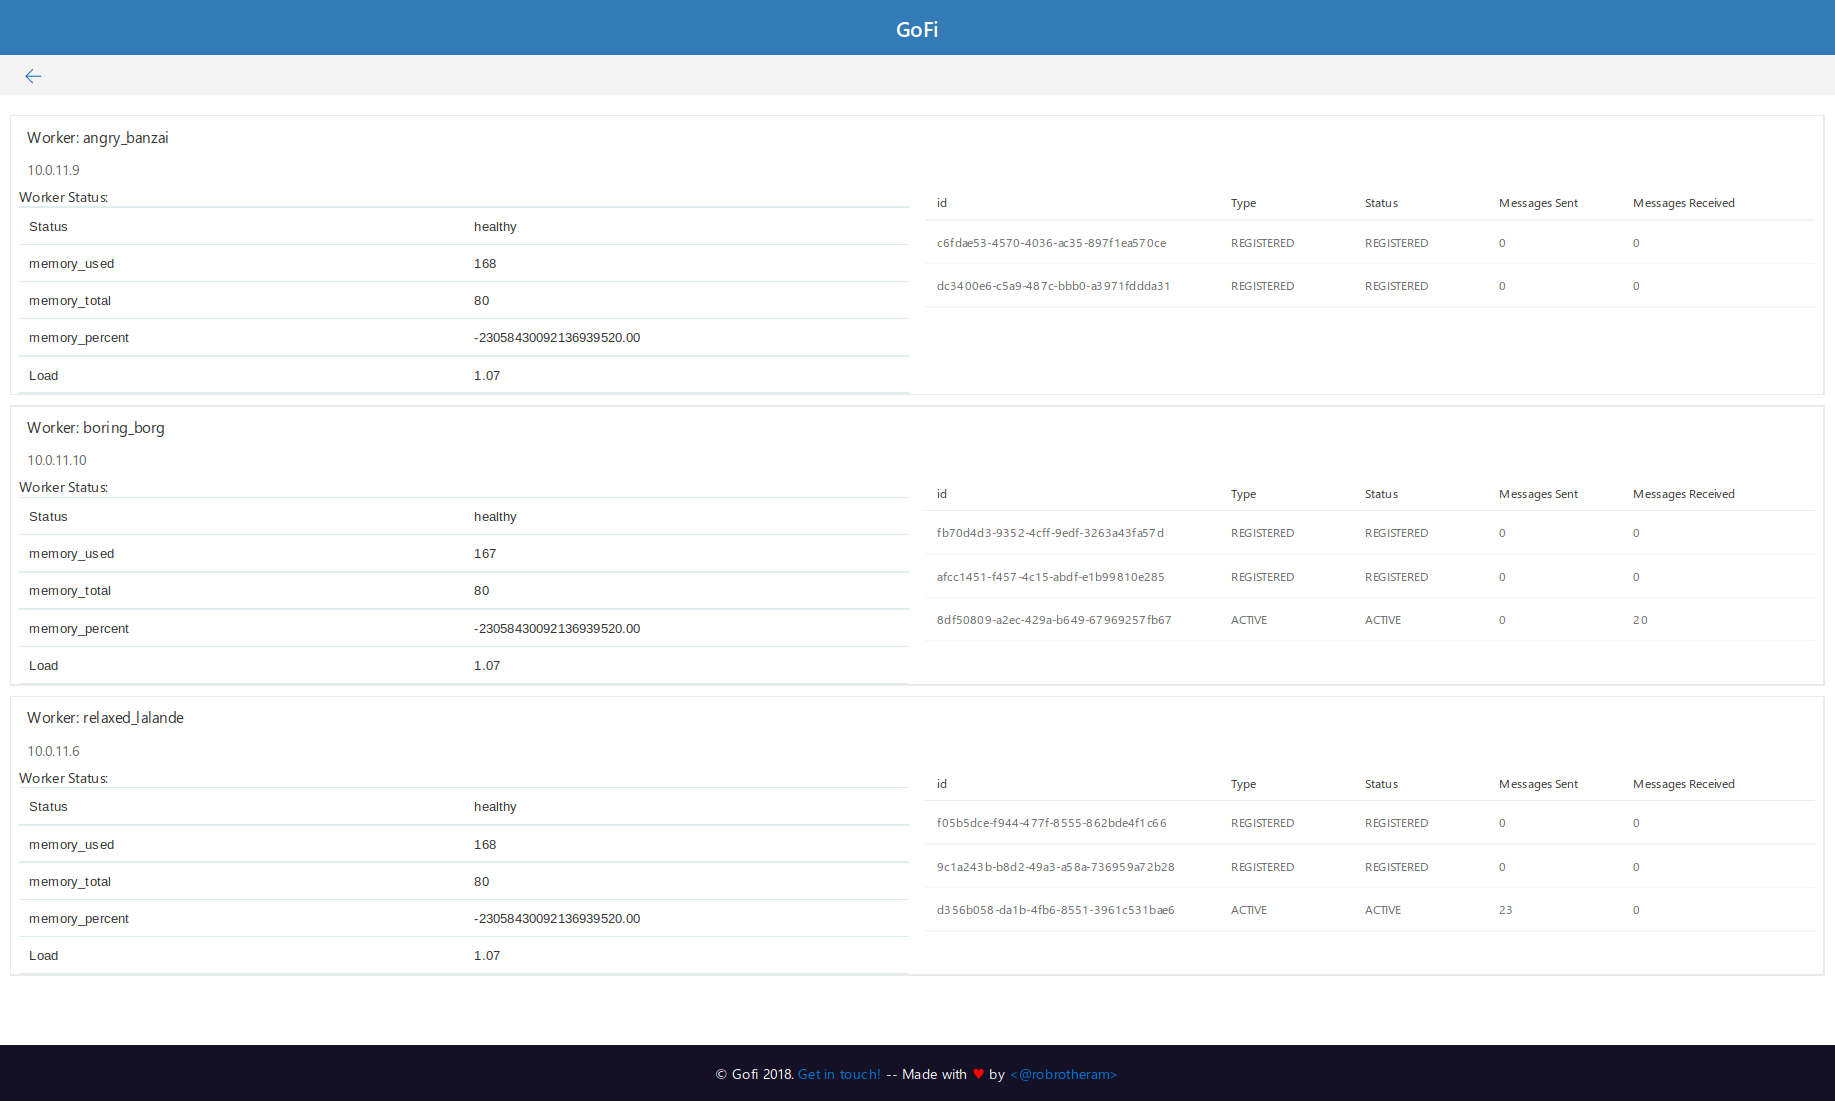 GoFi
Worker: angry_banzai
10.0.11.9
Worker Status:
Status healthy
memory_used 168
memory_total 80
memory_percent -23058430092136939520.00
Load 1.07
id Type Status Messages Sent Messages Received
c6fdae53-4570-4036-ac35-897f1ea570ce REGISTERED REGISTERED 0 0
dc3400e6-c5a9-487c-bbb0-a3971fddda31 REGISTERED REGISTERED 0 0
Worker: boring_borg
10.0.11.10
Worker Status:
Status healthy
memory_used 167
memory_total 80
memory_percent -23058430092136939520.00
Load 1.07
id Type Status Messages Sent Messages Received
fb70d4d3-9352-4cff-9edf-3263a43fa57d REGISTERED REGISTERED 0 0
afcc1451-f457-4c15-abdf-e1b99810e285 REGISTERED REGISTERED 0 0
8df50809-a2ec-429a-b649-67969257fb67 ACTIVE ACTIVE 0 20
Worker: relaxed_lalande
10.0.11.6
Worker Status:
Status healthy
memory_used 168
memory_total 80
memory_percent -23058430092136939520.00
Load 1.07
id Type Status Messages Sent Messages Received
f05b5dce-f944-477f-8555-862bde4f1c66 REGISTERED REGISTERED 0 0
9c1a243b-b8d2-49a3-a58a-736959a72b28 REGISTERED REGISTERED 0 0
d356b058-da1b-4fb6-8551-3961c531bae6 ACTIVE ACTIVE 23 0
© Gofi 2018. Get in touch! -- Made with ♥ by <@robrotheram>